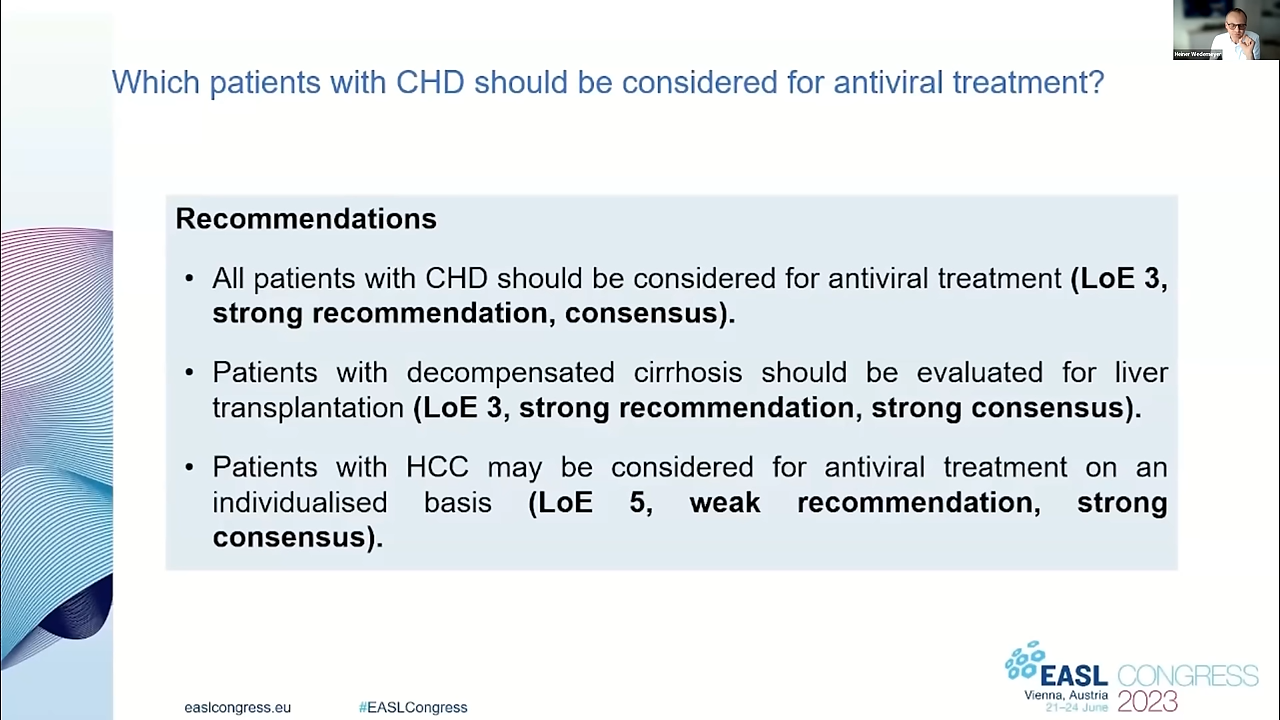 Heiner Wedemeyer
Which patients with CHD should be considered for antiviral treatment?
Recommendations
• All patients with CHD should be considered for antiviral treatment (LoE 3,
strong recommendation, consensus).
• Patients with decompensated cirrhosis should be evaluated for liver
transplantation (LoE 3, strong recommendation, strong consensus).
• Patients with HCC may be considered for antiviral treatment on an
individualised basis (LoE 5, weak recommendation, strong
consensus).
EASL CONGRESS
Vienna, Austria
21–24 June 2023
easlcongress.eu #EASLCongress